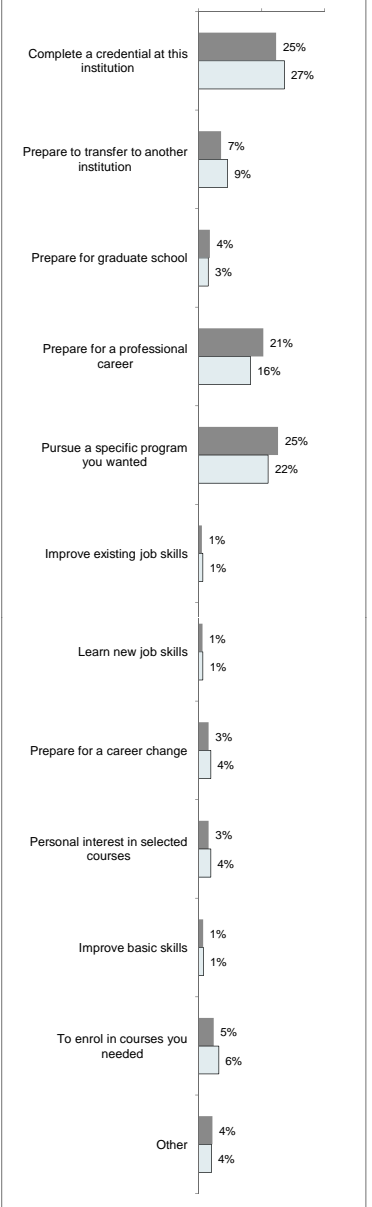 Complete a credential at this
institution
25%
27%
Prepare to transfer to another
institution
7%
9%
Prepare for graduate school
4%
3%
Prepare for a professional
career
21%
16%
Pursue a specific program
you wanted
25%
22%
Improve existing job skills
1%
1%
Learn new job skills
1%
1%
Prepare for a career change
3%
4%
Personal interest in selected
courses
3%
4%
Improve basic skills
1%
1%
To enrol in courses you
needed
5%
6%
Other
4%
4%